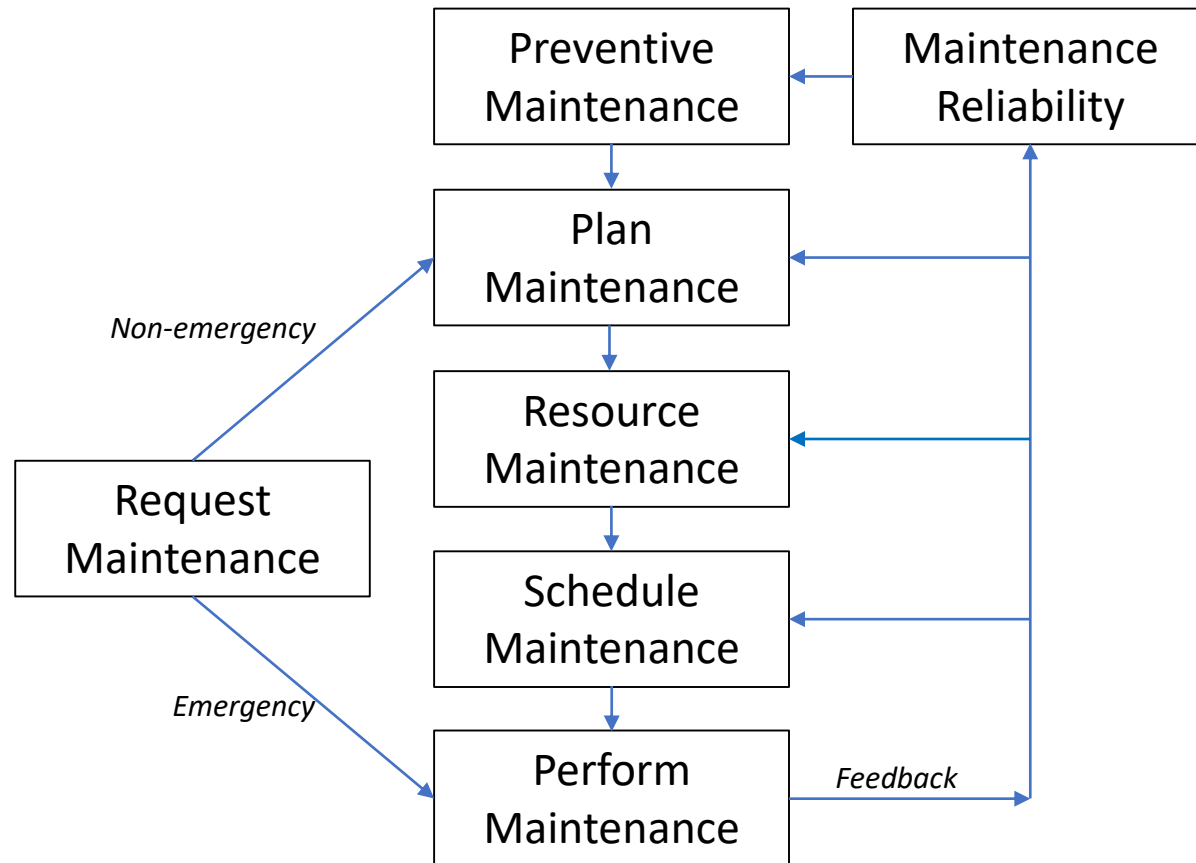 Preventive
Maintenance
Maintenance
Reliability
Plan
Maintenance
Non-emergency
Resource
Maintenance
Request
Maintenance
Schedule
Maintenance
Emergency
Perform
Maintenance
Feedback